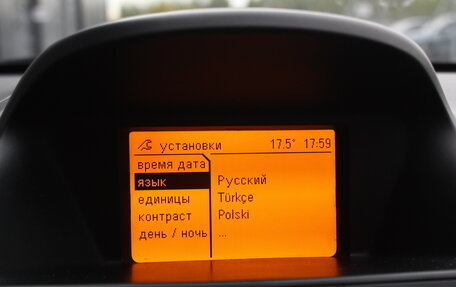 установки 17.5° 17:59
время дата
язык
единицы
контраст
день / ночь
Русский
Türkçe
Polski
...